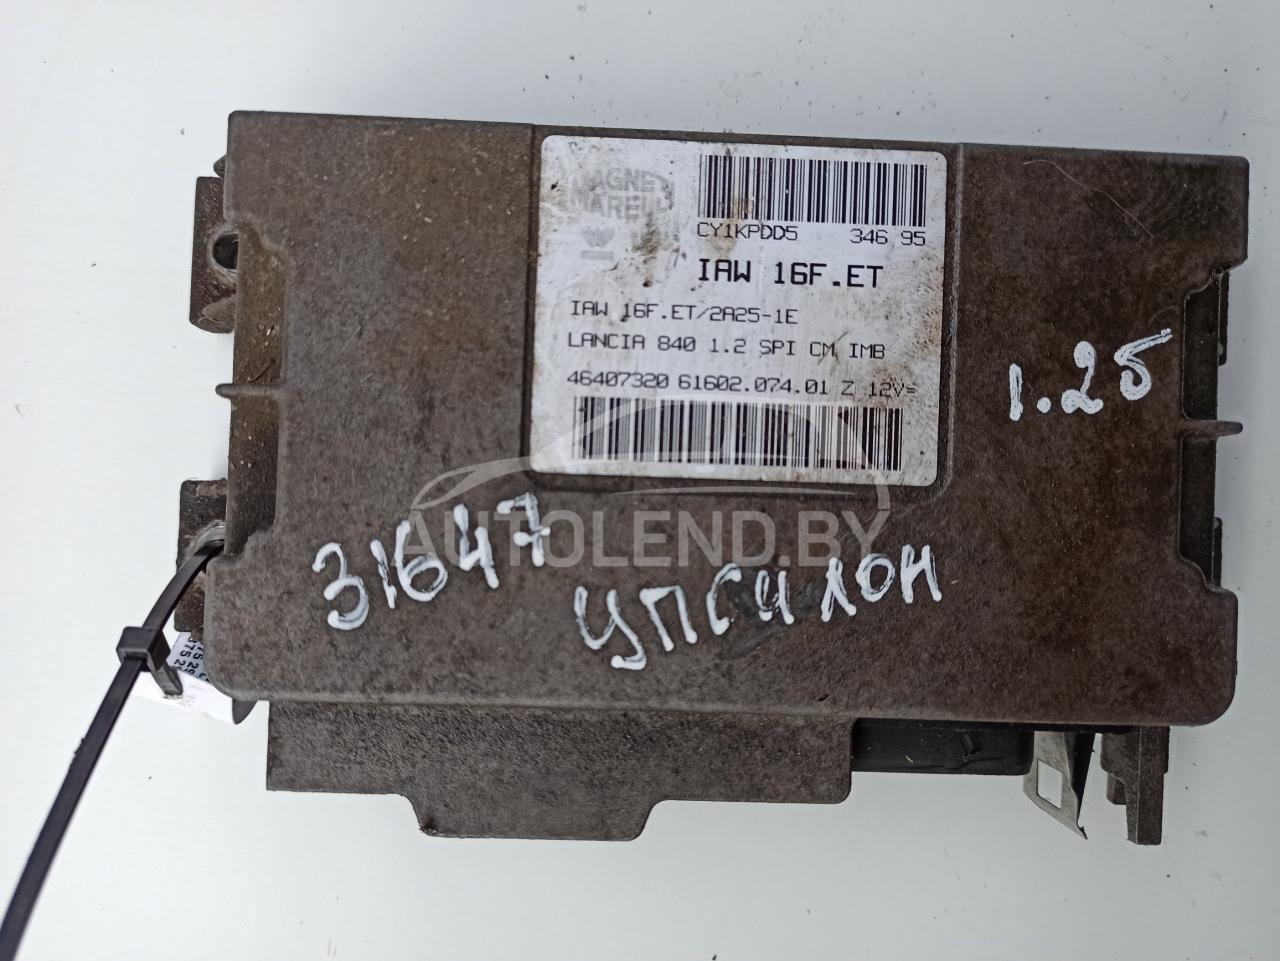 MAGNETI
MARELLI
CY1KPDD5 346 95
IAW 16F.ET
IAW 16F.ET/2A25-1E
LANCIA 840 1.2 SPI CM IMB
46407320 61602.074.01 Z 12V=
1.2б
31647
AUTOLEND.BY
УПСИЛОН